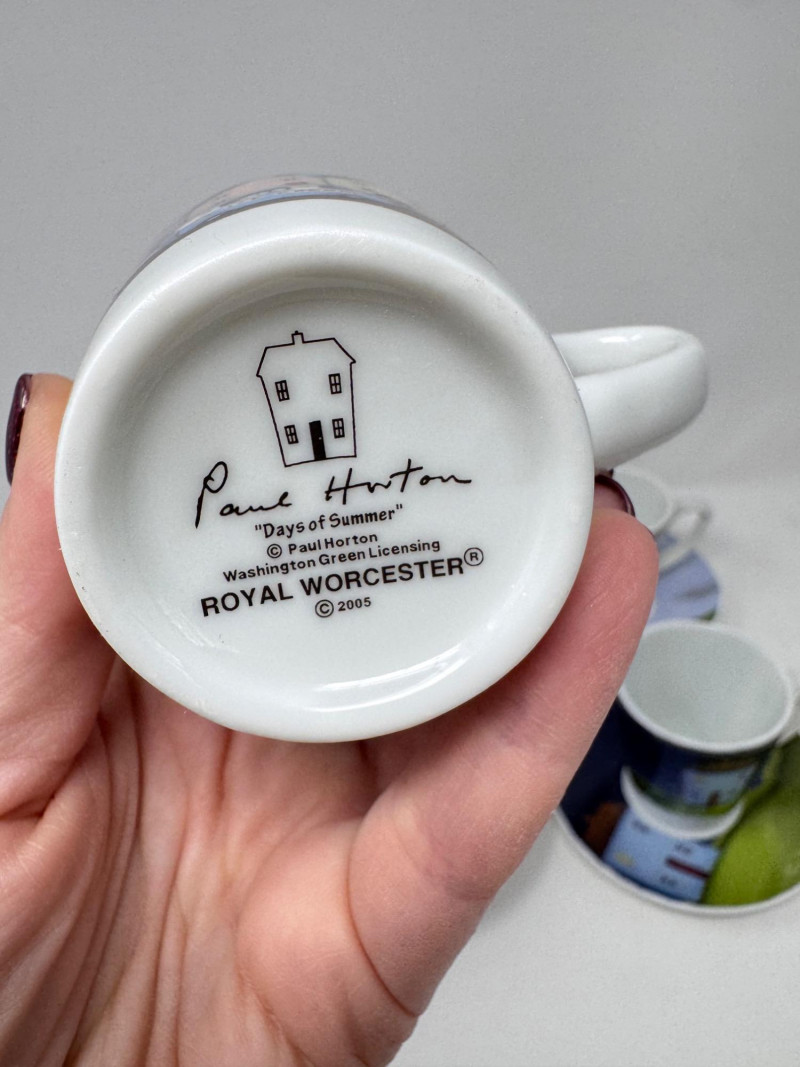 Paul Horton
"Days of Summer"
© Paul Horton
Washington Green Licensing
ROYAL WORCESTER®
© 2005